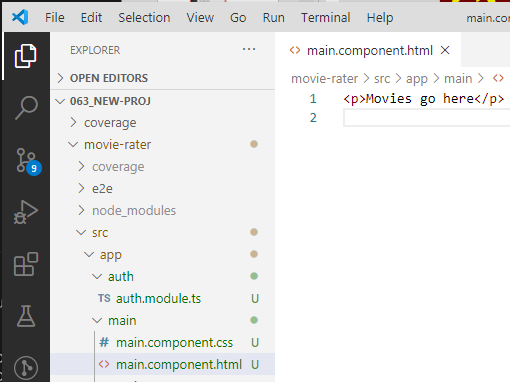 File Edit Selection View Go Run Terminal Help main.co
EXPLORER
OPEN EDITORS
063_NEW-PROJ
coverage
movie-rater
coverage
e2e
node_modules
src
app
auth
TS auth.module.ts U
main
# main.component.css U
<> main.component.html U
9
<> main.component.html ×
movie-rater > src > app > main > <>
1 <p>Movies go here</p>
2